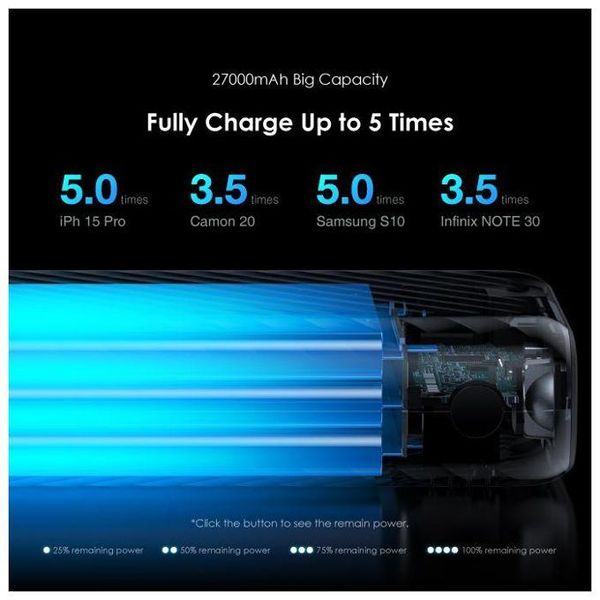 27000mAh Big Capacity
Fully Charge Up to 5 Times
5.0 times 3.5 times 5.0 times 3.5 times
iPh 15 Pro Camon 20 Samsung S10 Infinix NOTE 30
*Click the button to see the remain power.
25% remaining power 50% remaining power 75% remaining power 100% remaining power